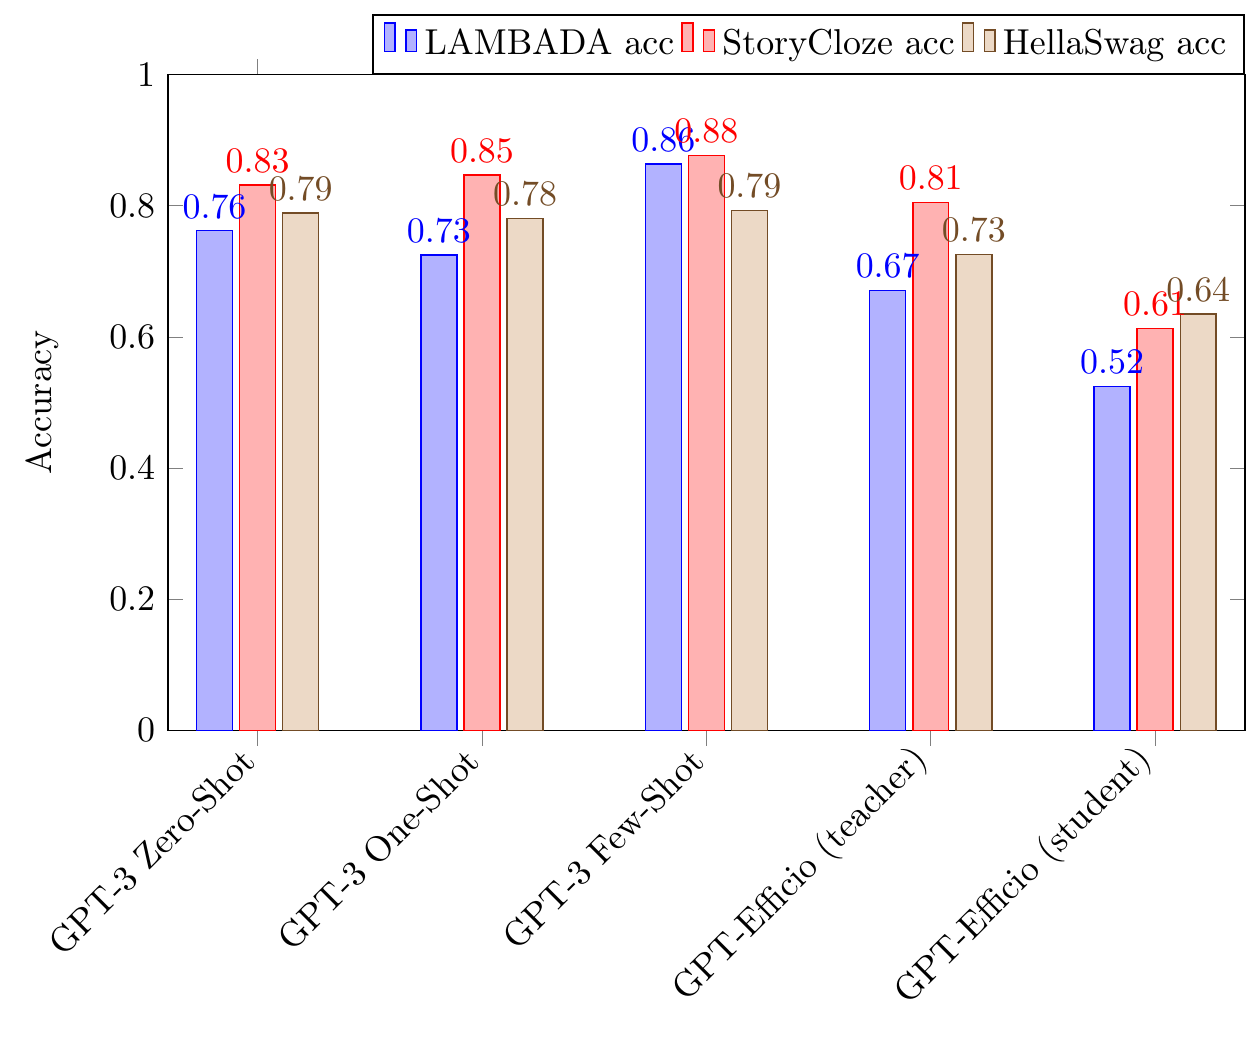 LAMBADA acc StoryCloze acc HellaSwag acc
1
0.8
0.6
0.4
0.2
0
Accuracy
0.76 0.83 0.79
0.73 0.85 0.78
0.86 0.88 0.79
0.67 0.81 0.73
0.52 0.61 0.64
GPT-3 Zero-Shot
GPT-3 One-Shot
GPT-3 Few-Shot
GPT-Efficio (teacher)
GPT-Efficio (student)